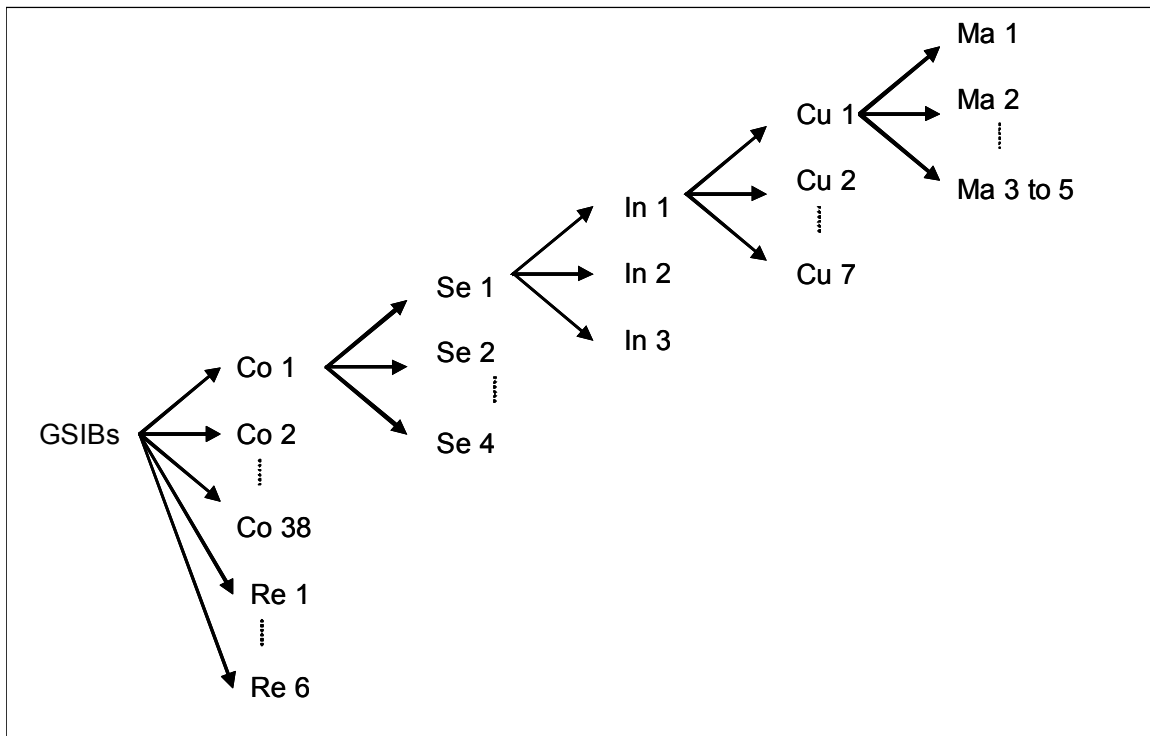 Ma 1
Ma 2
Ma 3 to 5
Cu 1
Cu 2
Cu 7
In 1
In 2
In 3
Se 1
Se 2
Se 4
GSIBs
Co 1
Co 2
Co 38
Re 1
Re 6